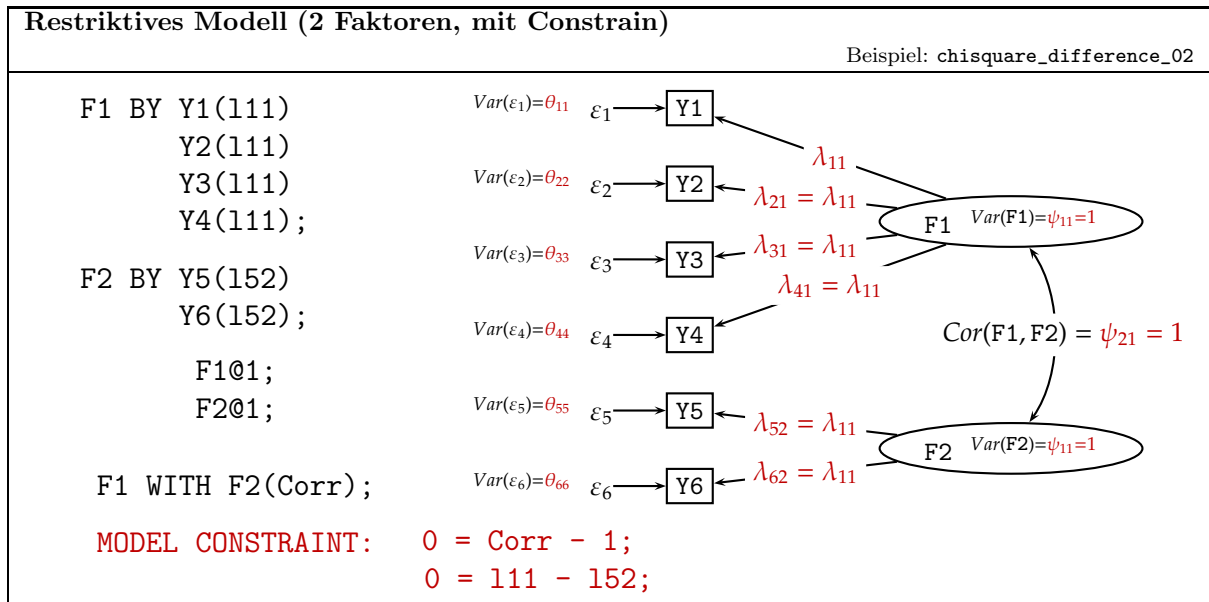 Restriktives Modell (2 Faktoren, mit Constrain)
Beispiel: chisquare_difference_02
F1 BY Y1(l11)
Y2(l11)
Y3(l11)
Y4(l11);
F2 BY Y5(l52)
Y6(l52);
F1@1;
F2@1;
F1 WITH F2(Corr);
MODEL CONSTRAINT: 0 = Corr - 1;
0 = l11 - l52;
Var(ε₁)=θ₁₁ ε₁ Y1
λ₁₁
Var(ε₂)=θ₂₂ ε₂ Y2
λ₂₁ = λ₁₁
F1 Var(F1)=ψ₁₁=1
Var(ε₃)=θ₃₃ ε₃ Y3
λ₃₁ = λ₁₁
λ₄₁ = λ₁₁
Var(ε₄)=θ₄₄ ε₄ Y4
Cor(F1, F2) = ψ₂₁ = 1
Var(ε₅)=θ₅₅ ε₅ Y5
λ₅₂ = λ₁₁
F2 Var(F2)=ψ₁₁=1
Var(ε₆)=θ₆₆ ε₆ Y6
λ₆₂ = λ₁₁